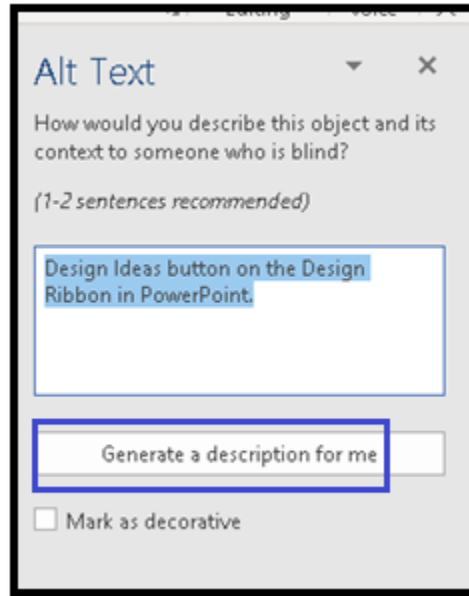 Alt Text
How would you describe this object and its
context to someone who is blind?
(1-2 sentences recommended)
Design Ideas button on the Design
Ribbon in PowerPoint.
Generate a description for me
Mark as decorative